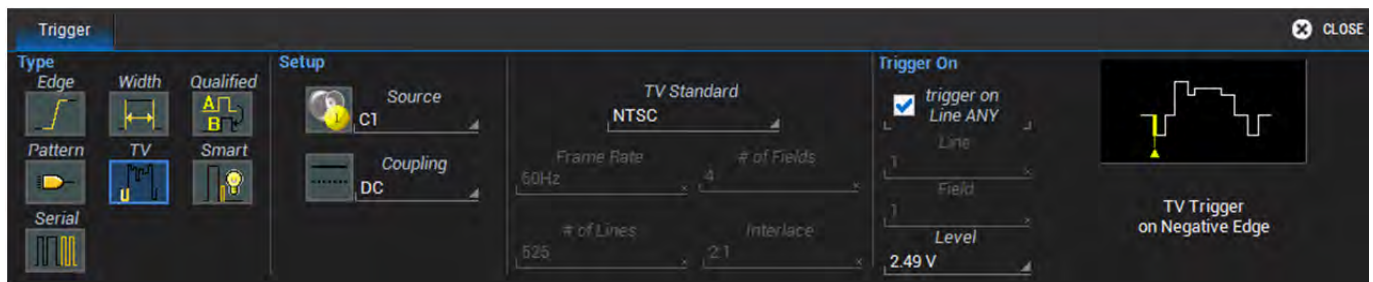 Trigger
CLOSE
Type
Edge
Width
Qualified
A
B
Pattern
TV
Smart
U
Serial
Setup
Source
C1
Coupling
DC
TV Standard
NTSC
Frame Rate
60Hz
# of Fields
4
# of Lines
525
Interlace
2:1
Trigger On
trigger on
Line ANY
Line
1
Field
1
Level
2.49 V
TV Trigger
on Negative Edge